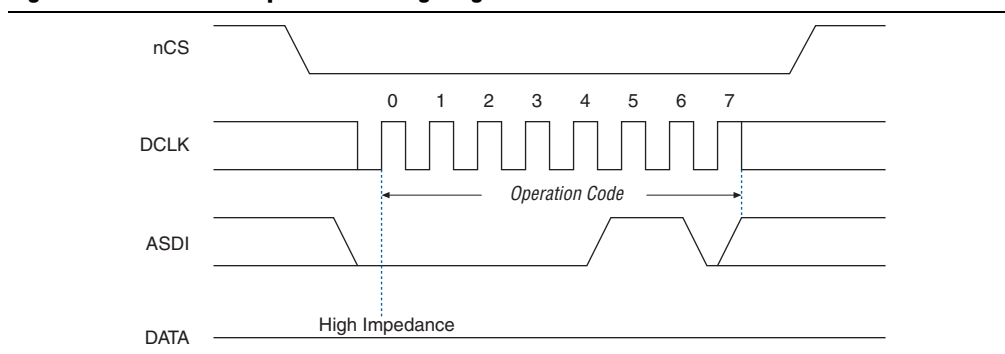 nCS
0 1 2 3 4 5 6 7
DCLK
Operation Code
ASDI
High Impedance
DATA